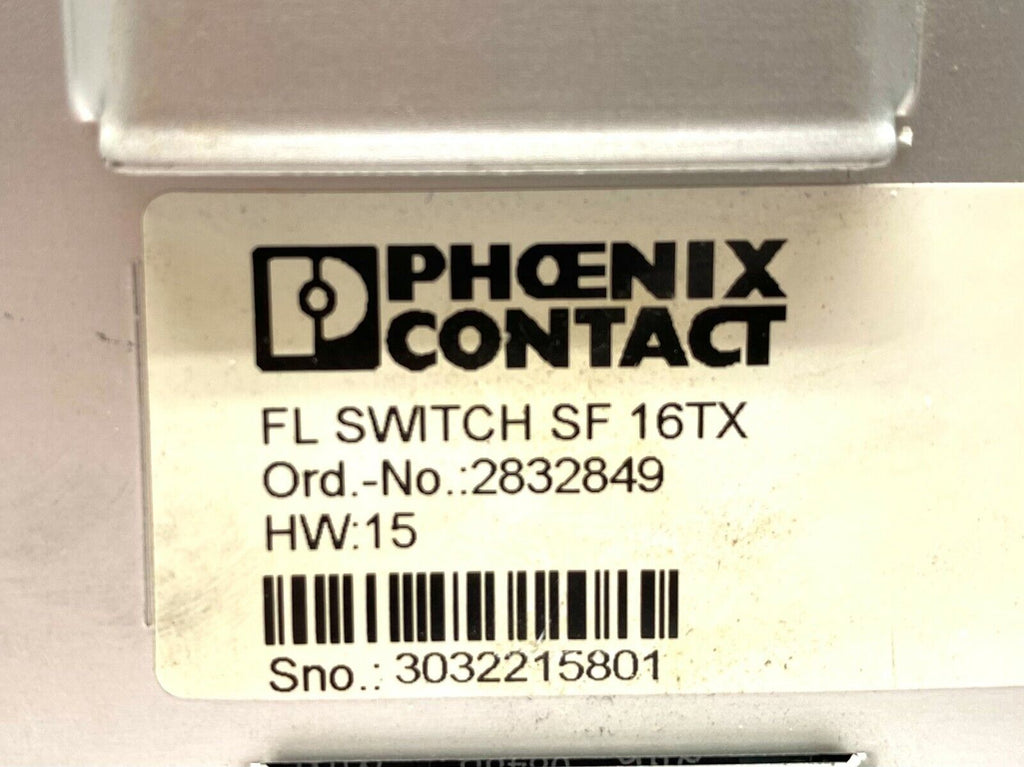 PHŒNIX
CONTACT
FL SWITCH SF 16TX
Ord.-No.:2832849
HW:15
Sno.: 3032215801